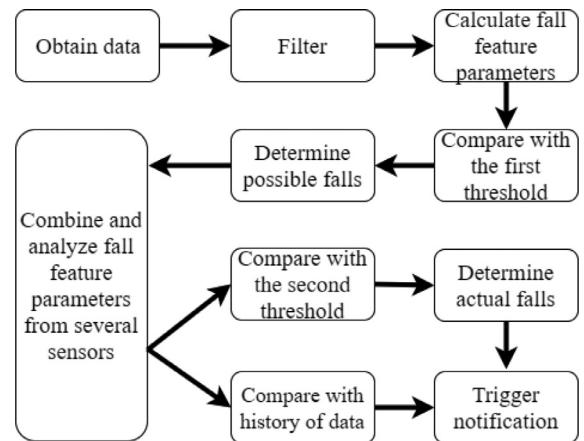 Obtain data
Filter
Calculate fall
feature
parameters
Compare with
the first
threshold
Determine
possible falls
Combine and
analyze fall
feature
parameters
from several
sensors
Compare with
the second
threshold
Determine
actual falls
Compare with
history of data
Trigger
notification